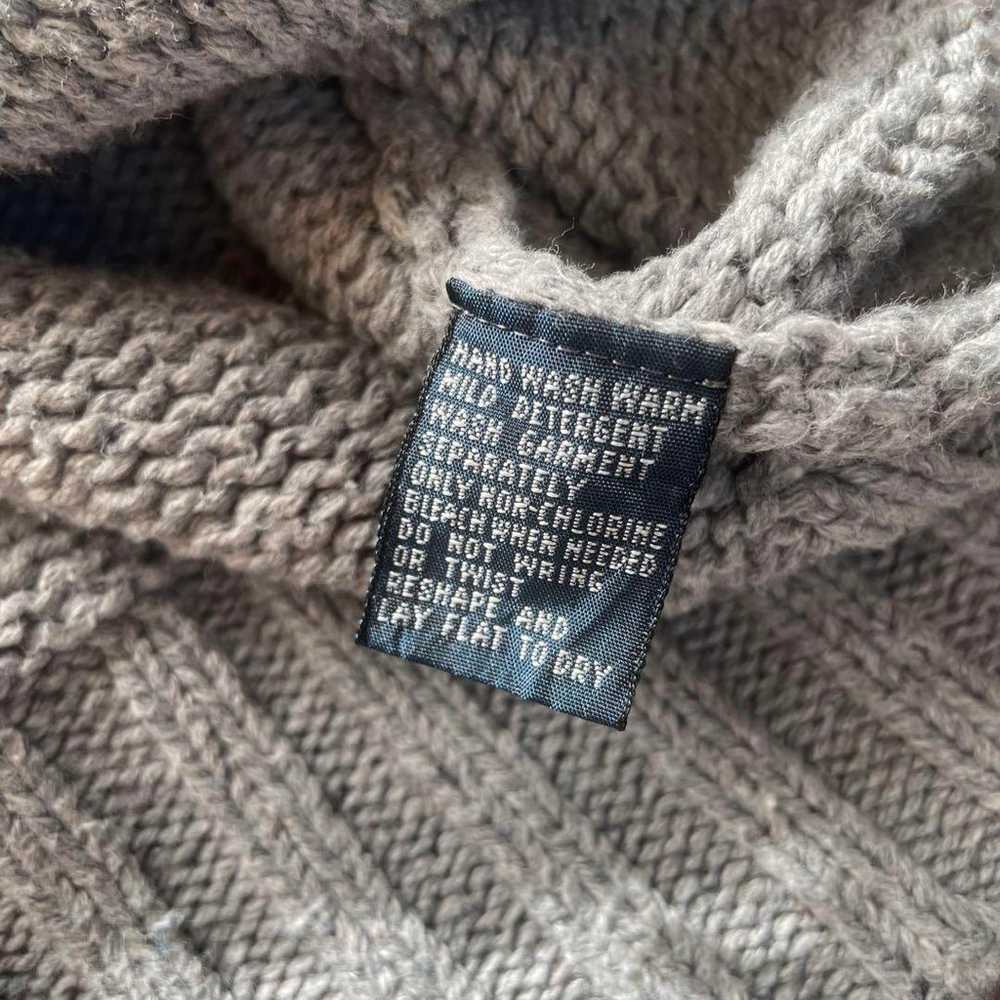 HAND WASH WARM
MILD DITERGENT
WASH GARMENT
SEPARATELY
ONLY NON-CHLORINE
BLEACH WHEN NEEDED
DO NOT WRING
OR TWIST
RESHAPE AND
LAY FLAT TO DRY